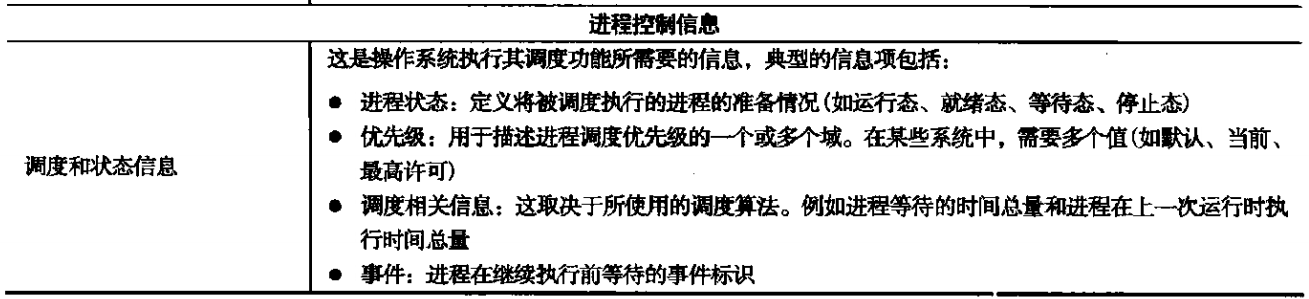 进程控制信息
这是操作系统执行其调度功能所需要的信息，典型的信息项包括：
● 进程状态：定义将被调度执行的进程的准备情况(如运行态、就绪态、等待态、停止态)
● 优先级：用于描述进程调度优先级的一个或多个域。在某些系统中，需要多个值(如默认、当前、
最高许可)
调度和状态信息
● 调度相关信息：这取决于所使用的调度算法。例如进程等待的时间总量和进程在上一次运行时执
行时间总量
● 事件：进程在继续执行前等待的事件标识